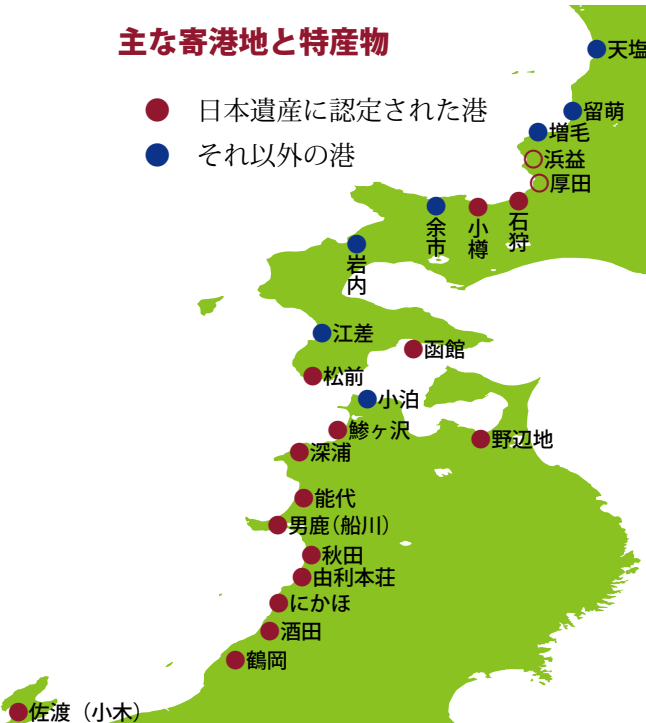 主な寄港地と特産物
日本遺産に認定された港
それ以外の港
天塩
留萌
増毛
浜益
厚田
石狩
小樽
余市
岩内
江差
函館
松前
小泊
鰺ヶ沢
野辺地
深浦
能代
男鹿(船川)
秋田
由利本荘
にかほ
酒田
鶴岡
佐渡（小木）